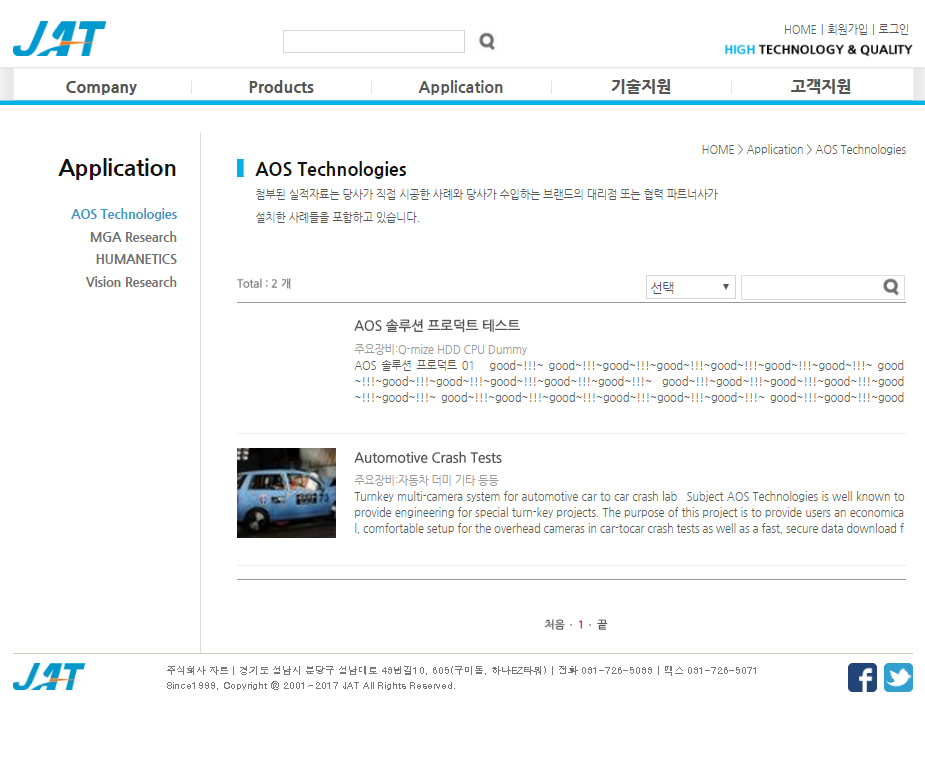 JAT
HOME | 회원가입 | 로그인
HIGH TECHNOLOGY & QUALITY
Company Products Application 기술지원 고객지원
HOME > Application > AOS Technologies
Application
AOS Technologies
MGA Research
HUMANETICS
Vision Research
AOS Technologies
첨부된 실적자료는 당사가 직접 시공한 사례와 당사가 수입하는 브랜드의 대리점 또는 협력 파트너사가
설치한 사례들을 포함하고 있습니다.
Total : 2 개
선택 ▼
AOS 솔루션 프로덕트 테스트
주요장비:Q-mize HDD CPU Dummy
AOS 솔루션 프로덕트 01 good~!!!~ good~!!!~good~!!!~good~!!!~good~!!!~good~!!!~good~!!!~good~!!!~ good
~!!!~good~!!!~good~!!!~good~!!!~good~!!!~good~!!!~ good~!!!~good~!!!~good~!!!~good~!!!~good
~!!!~good~!!!~ good~!!!~good~!!!~good~!!!~good~!!!~good~!!!~good~!!!~ good~!!!~good~!!!~good
Automotive Crash Tests
주요장비:자동차 더미 기타 등등
Turnkey multi-camera system for automotive car to car crash lab Subject AOS Technologies is well known to
provide engineering for special turn-key projects. The purpose of this project is to provide users an economica
l, comfortable setup for the overhead cameras in car-tocar crash tests as well as a fast, secure data download f
처음 · 1 · 끝
JAT
주식회사 자트 | 경기도 성남시 분당구 성남대로 43번길10, 605(구미동, 하나EZ타워) | 전화 031-726-5033 | 팩스 031-726-5071
Since1999, Copyright @ 2001~2017 JAT All Rights Reserved.